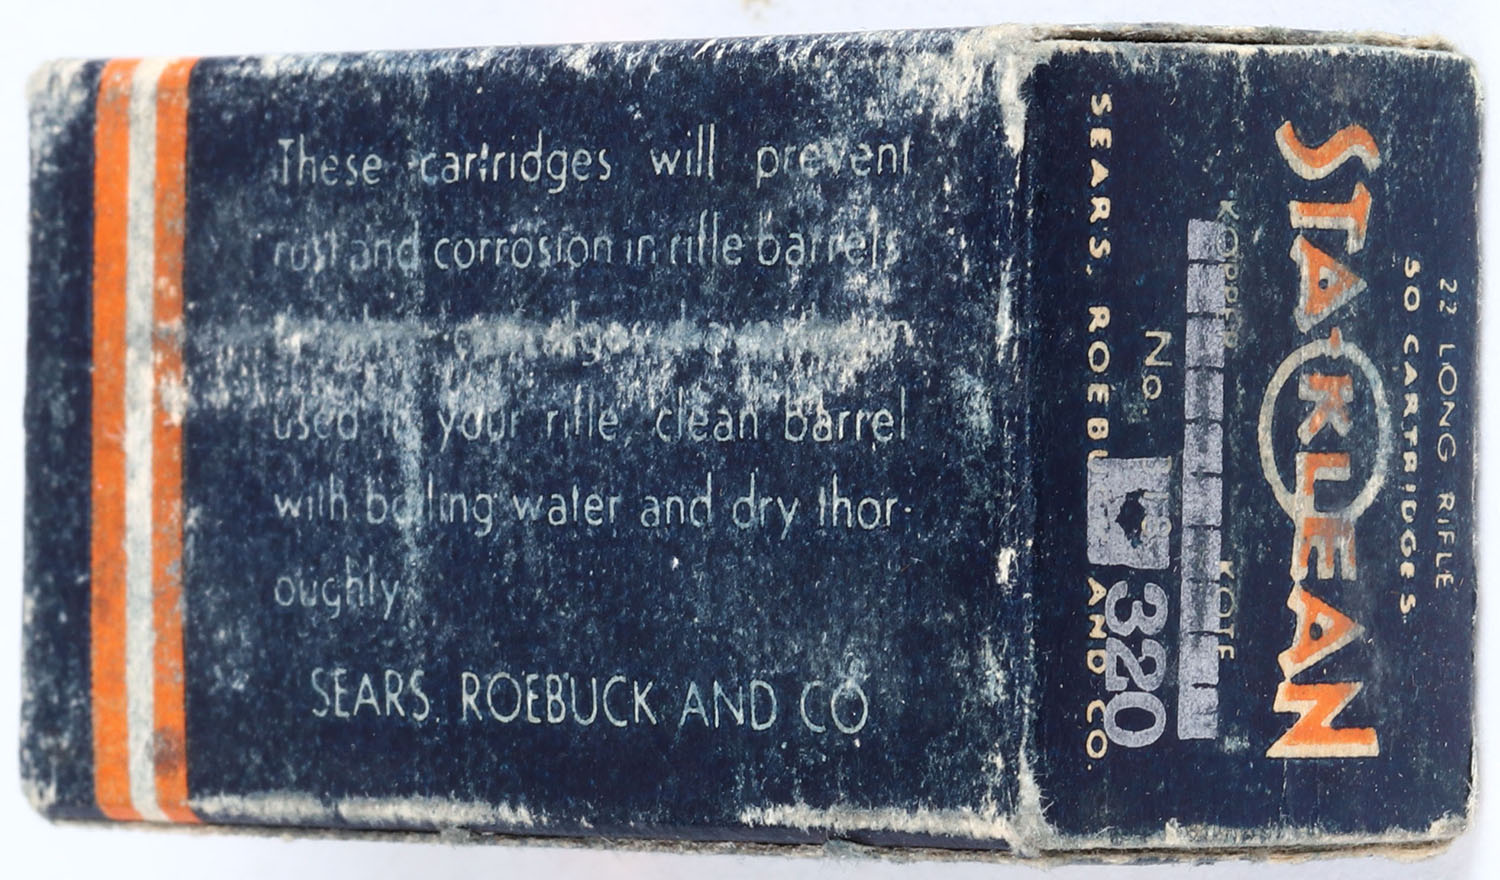 These cartridges will prevent
rust and corrosion in rifle barrels
used in your rifle, clean barrel
with boiling water and dry thor-
oughly.
SEARS, ROEBUCK AND CO
22 LONG RIFLE
50 CARTRIDGES.
STA-KLEAN
KOPPER KOTE
No. 320
SEARS, ROEBUCK AND CO.